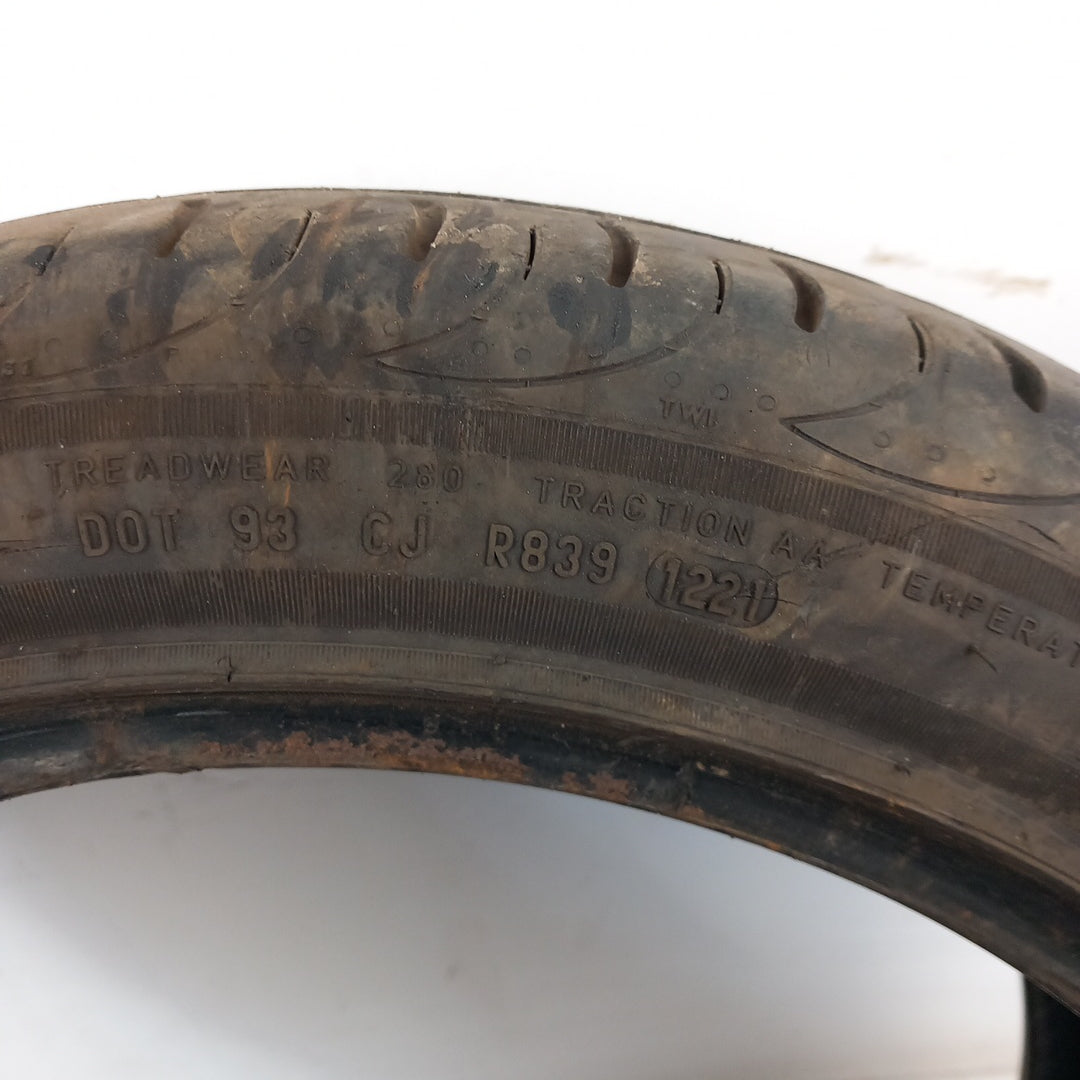 TWI
TREADWEAR 280 TRACTION AA TEMPERAT
DOT 93 CJ R839 1221